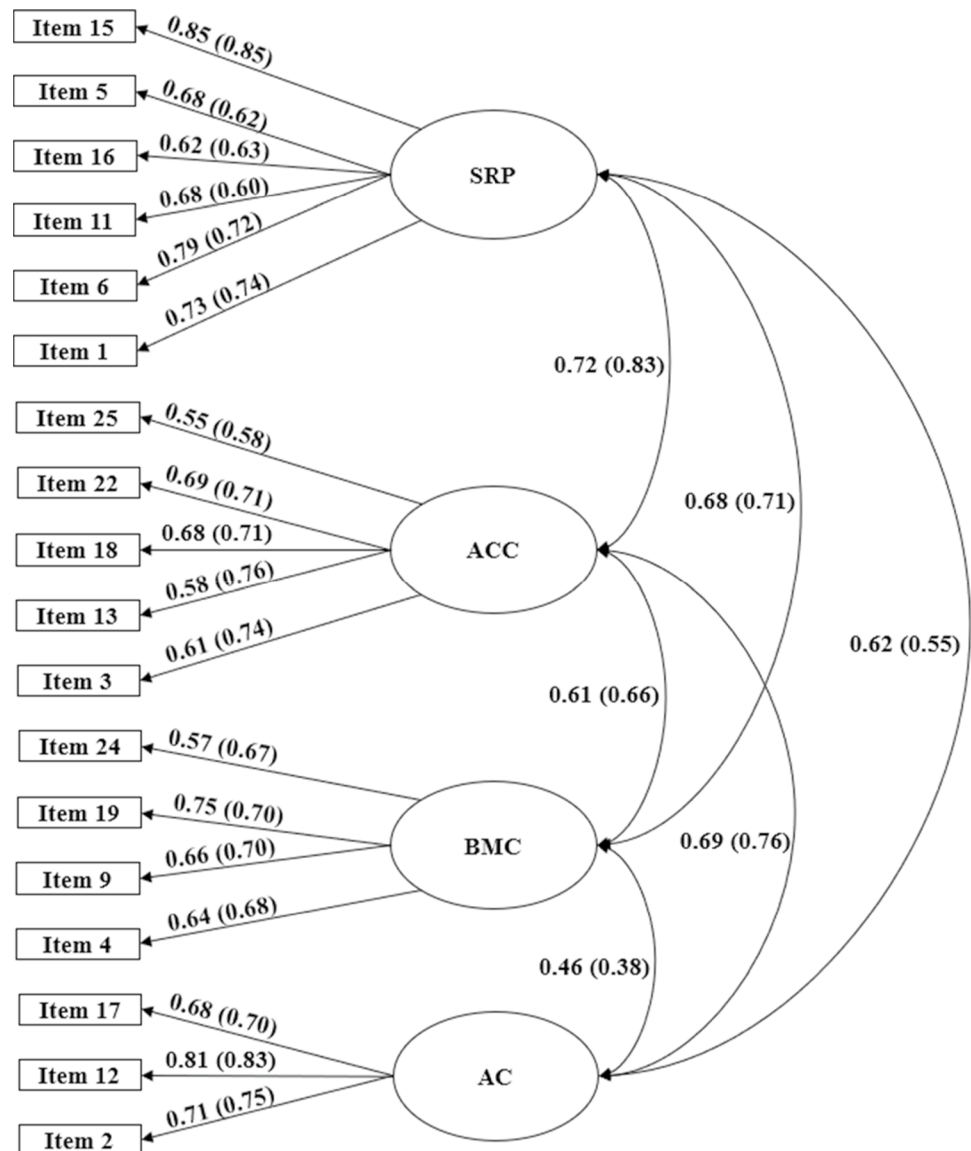 Item 15
0.85 (0.85)
Item 5
0.68 (0.62)
Item 16
0.62 (0.63)
Item 11
0.68 (0.60)
Item 6
0.79 (0.72)
Item 1
0.73 (0.74)
SRP
0.72 (0.83)
Item 25
0.55 (0.58)
Item 22
0.69 (0.71)
Item 18
0.68 (0.71)
Item 13
0.58 (0.76)
Item 3
0.61 (0.74)
ACC
0.68 (0.71)
0.62 (0.55)
0.61 (0.66)
Item 24
0.57 (0.67)
Item 19
0.75 (0.70)
Item 9
0.66 (0.70)
Item 4
0.64 (0.68)
BMC
0.69 (0.76)
0.46 (0.38)
Item 17
0.68 (0.70)
Item 12
0.81 (0.83)
Item 2
0.71 (0.75)
AC